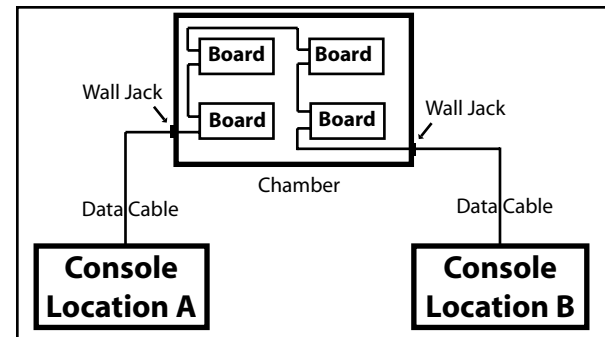 Board
Board
Wall Jack
Board
Board
Wall Jack
Chamber
Data Cable
Data Cable
Console
Location A
Console
Location B